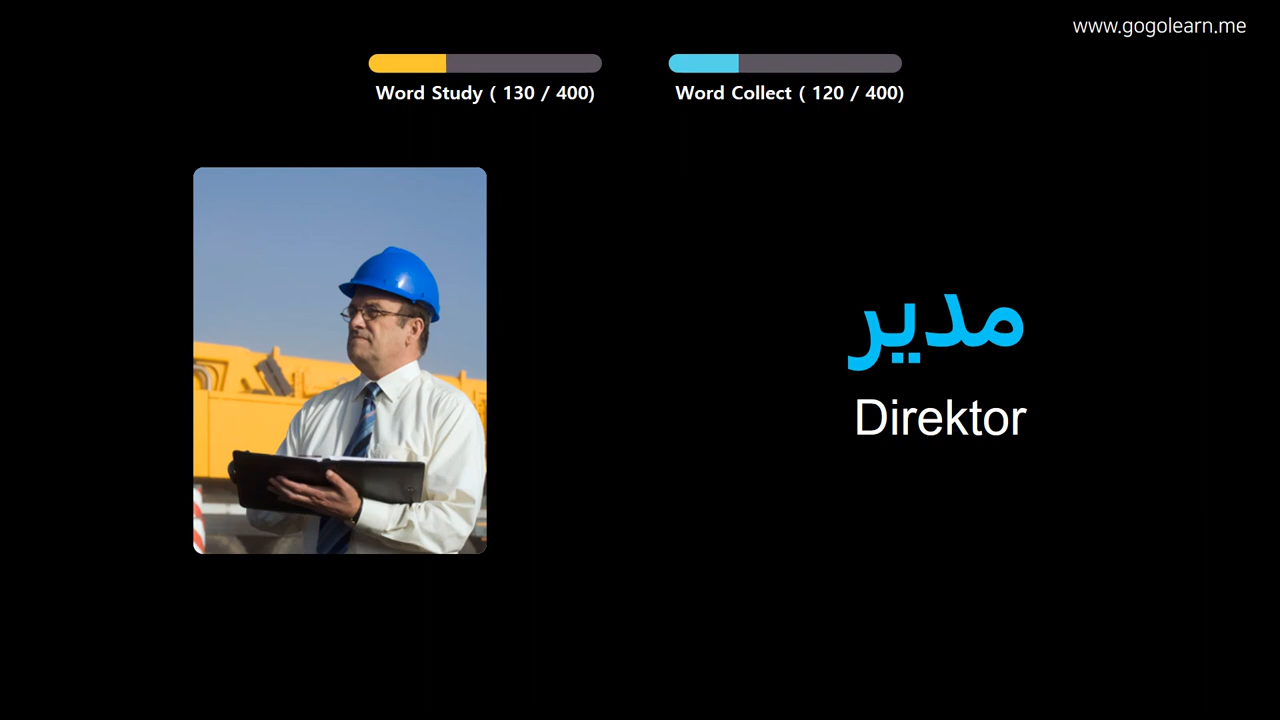 www.gogolearn.me
Word Study ( 130 / 400)
Word Collect ( 120 / 400)
مدير
Direktor